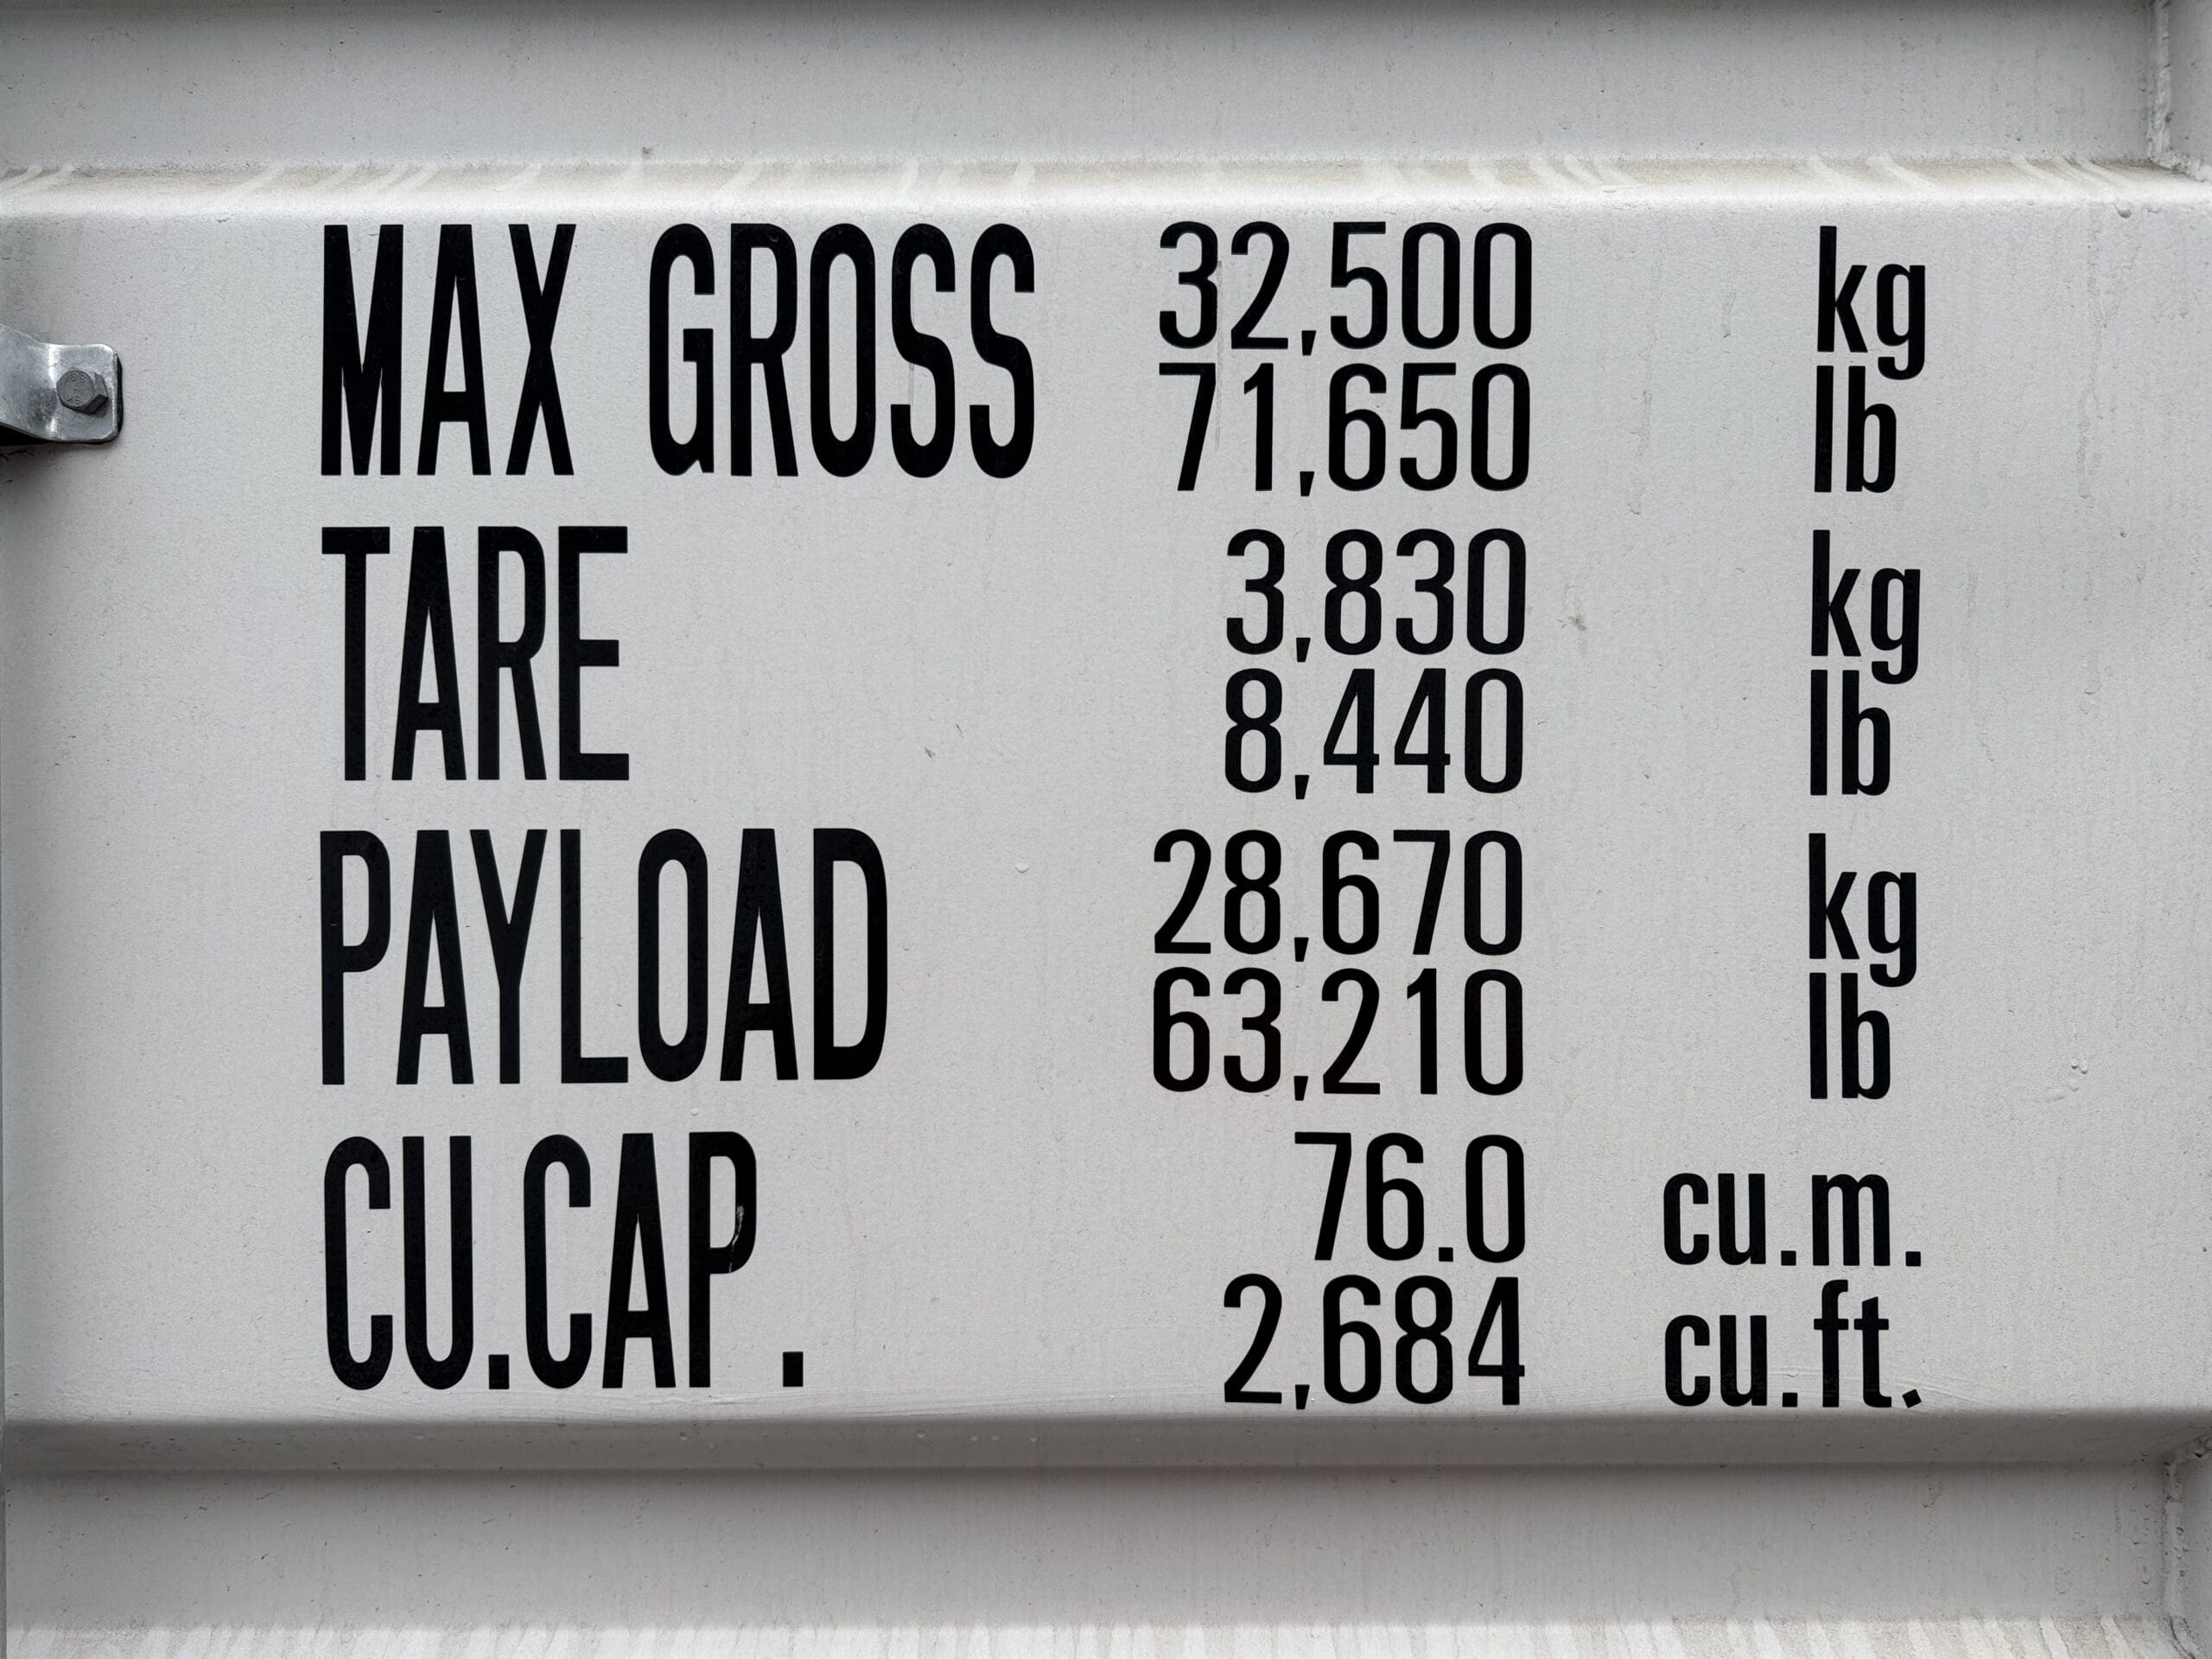 MAX GROSS 32,500 kg
71,650 lb
TARE 3,830 kg
8,440 lb
PAYLOAD 28,670 kg
63,210 lb
CU.CAP. 76.0 cu.m.
2,684 cu.ft.